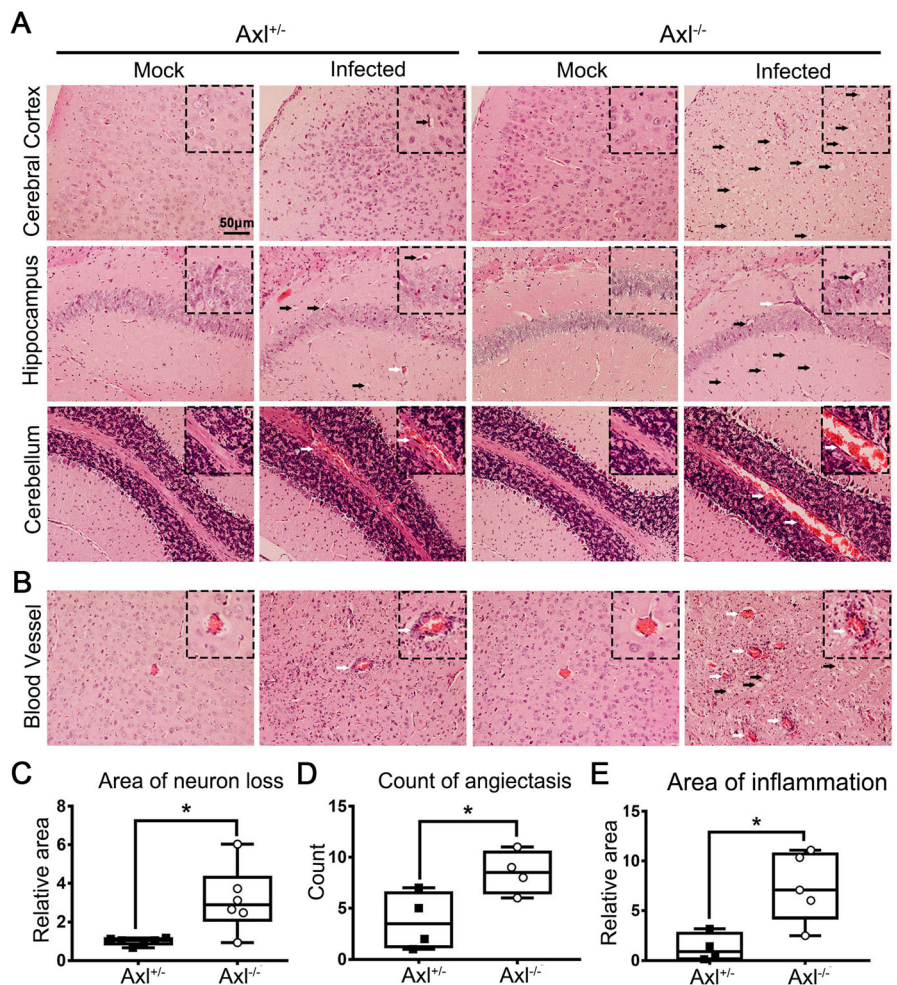 A
Axl+/-
Axl-/-
Mock
Infected
Mock
Infected
Cerebral Cortex
50μm
Hippocampus
Cerebellum
B
Blood Vessel
C
Area of neuron loss
Relative area
8
6
4
2
0
*
Axl+/-
Axl-/-
D
Count of angiectasis
Count
15
10
5
0
*
Axl+/-
Axl-/-
E
Area of inflammation
Relative area
15
10
5
0
*
Axl+/-
Axl-/-